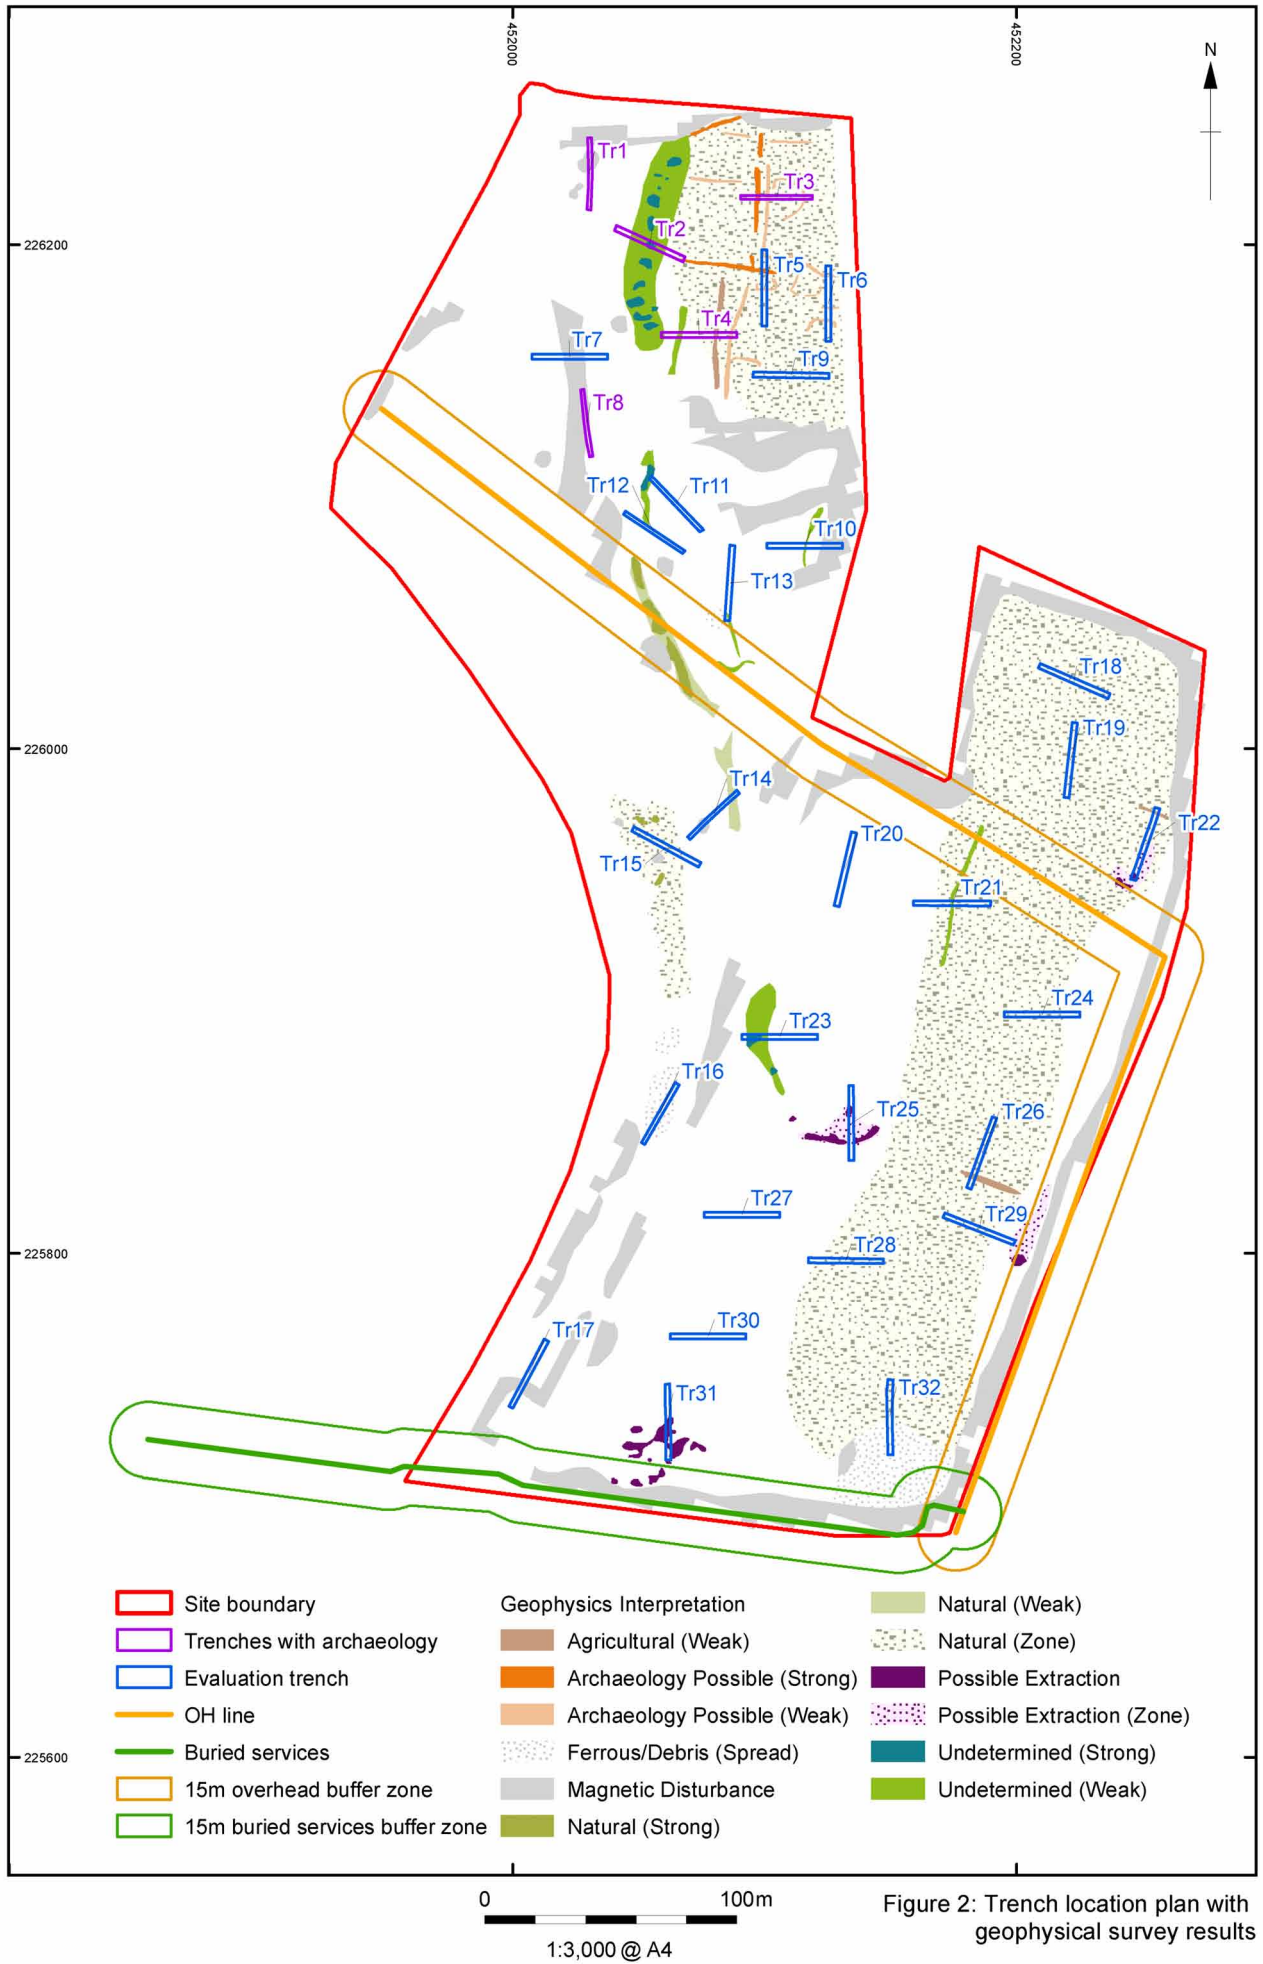 452000
452200
N
Tr1
Tr3
Tr2
226200
Tr5
Tr6
Tr4
Tr7
Tr9
Tr8
Tr12
Tr11
Tr10
Tr13
Tr18
Tr19
226000
Tr14
Tr22
Tr20
Tr15
Tr21
Tr24
Tr23
Tr16
Tr25
Tr26
Tr27
Tr29
Tr28
225800
Tr30
Tr17
Tr31
Tr32
Site boundary
Trenches with archaeology
Evaluation trench
OH line
Buried services
15m overhead buffer zone
15m buried services buffer zone
Geophysics Interpretation
Agricultural (Weak)
Archaeology Possible (Strong)
Archaeology Possible (Weak)
Ferrous/Debris (Spread)
Magnetic Disturbance
Natural (Strong)
Natural (Weak)
Natural (Zone)
Possible Extraction
Possible Extraction (Zone)
Undetermined (Strong)
Undetermined (Weak)
225600
0
100m
1:3,000 @ A4
Figure 2: Trench location plan with
geophysical survey results